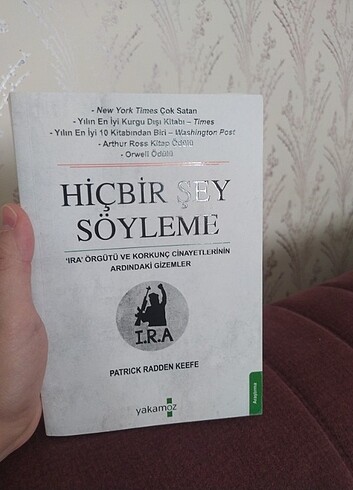 - New York Times Çok Satan
- Yılın En İyi Kurgu Dışı Kitabı – Times
- Yılın En İyi 10 Kitabından Biri – Washington Post
- Arthur Ross Kitap Ödülü
- Orwell Ödülü
HİÇBİR ŞEY
SÖYLEME
'IRA' ÖRGÜTÜ VE KORKUNÇ CİNAYETLERİNİN
ARDINDAKİ GİZEMLER
I.R.A
PATRICK RADDEN KEEFE
yakamoz
Araştırma